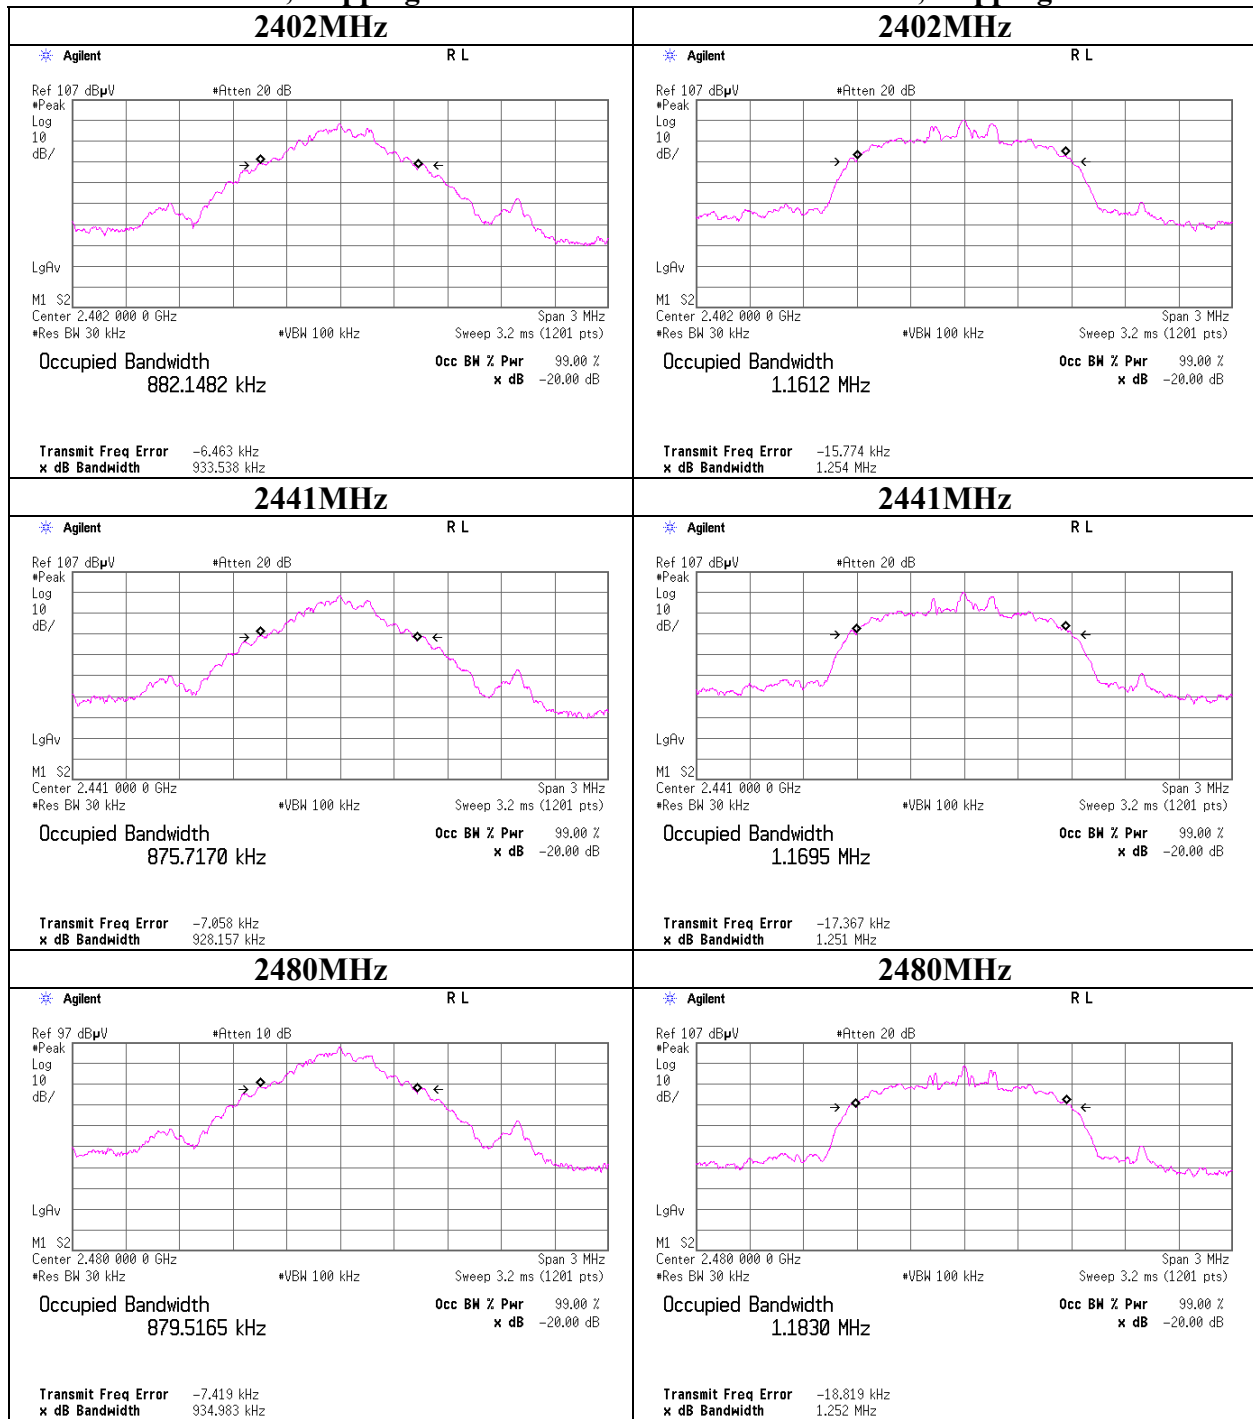 2402MHz
Agilent
R L
Ref 107 dBµV
#Atten 20 dB
#Peak
Log
10
dB/
LgAv
M1 S2
Center 2.402 000 0 GHz
Span 3 MHz
#Res BW 30 kHz
#VBW 100 kHz
Sweep 3.2 ms (1201 pts)
Occupied Bandwidth
882.1482 kHz
Occ BW % Pwr 99.00 %
x dB -20.00 dB
Transmit Freq Error -6.463 kHz
x dB Bandwidth 933.538 kHz
2402MHz
Agilent
R L
Ref 107 dBµV
#Atten 20 dB
#Peak
Log
10
dB/
LgAv
M1 S2
Center 2.402 000 0 GHz
Span 3 MHz
#Res BW 30 kHz
#VBW 100 kHz
Sweep 3.2 ms (1201 pts)
Occupied Bandwidth
1.1612 MHz
Occ BW % Pwr 99.00 %
x dB -20.00 dB
Transmit Freq Error -15.774 kHz
x dB Bandwidth 1.254 MHz
2441MHz
Agilent
R L
Ref 107 dBµV
#Atten 20 dB
#Peak
Log
10
dB/
LgAv
M1 S2
Center 2.441 000 0 GHz
Span 3 MHz
#Res BW 30 kHz
#VBW 100 kHz
Sweep 3.2 ms (1201 pts)
Occupied Bandwidth
875.7170 kHz
Occ BW % Pwr 99.00 %
x dB -20.00 dB
Transmit Freq Error -7.058 kHz
x dB Bandwidth 928.157 kHz
2441MHz
Agilent
R L
Ref 107 dBµV
#Atten 20 dB
#Peak
Log
10
dB/
LgAv
M1 S2
Center 2.441 000 0 GHz
Span 3 MHz
#Res BW 30 kHz
#VBW 100 kHz
Sweep 3.2 ms (1201 pts)
Occupied Bandwidth
1.1695 MHz
Occ BW % Pwr 99.00 %
x dB -20.00 dB
Transmit Freq Error -17.367 kHz
x dB Bandwidth 1.251 MHz
2480MHz
Agilent
R L
Ref 97 dBµV
#Atten 10 dB
#Peak
Log
10
dB/
LgAv
M1 S2
Center 2.480 000 0 GHz
Span 3 MHz
#Res BW 30 kHz
#VBW 100 kHz
Sweep 3.2 ms (1201 pts)
Occupied Bandwidth
879.5165 kHz
Occ BW % Pwr 99.00 %
x dB -20.00 dB
Transmit Freq Error -7.419 kHz
x dB Bandwidth 934.983 kHz
2480MHz
Agilent
R L
Ref 107 dBµV
#Atten 20 dB
#Peak
Log
10
dB/
LgAv
M1 S2
Center 2.480 000 0 GHz
Span 3 MHz
#Res BW 30 kHz
#VBW 100 kHz
Sweep 3.2 ms (1201 pts)
Occupied Bandwidth
1.1830 MHz
Occ BW % Pwr 99.00 %
x dB -20.00 dB
Transmit Freq Error -18.819 kHz
x dB Bandwidth 1.252 MHz